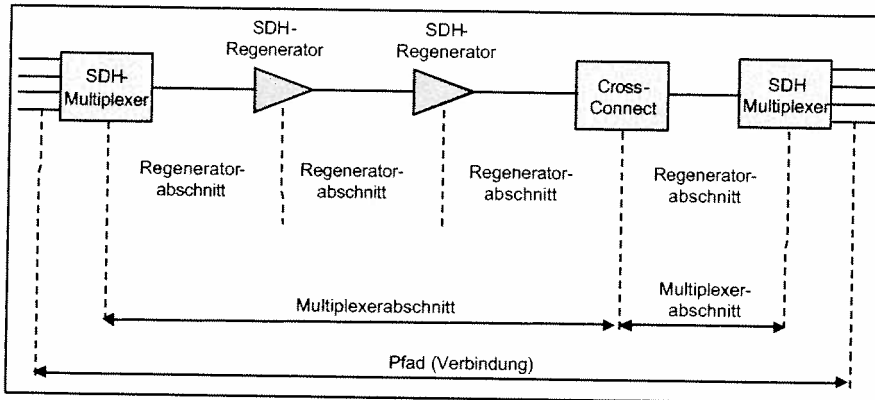 SDH-
Regenerator
SDH-
Regenerator
SDH-
Multiplexer
Cross-
Connect
SDH
Multiplexer
Regenerator-
abschnitt
Regenerator-
abschnitt
Regenerator-
abschnitt
Regenerator-
abschnitt
Multiplexerabschnitt
Multiplexer-
abschnitt
Pfad (Verbindung)